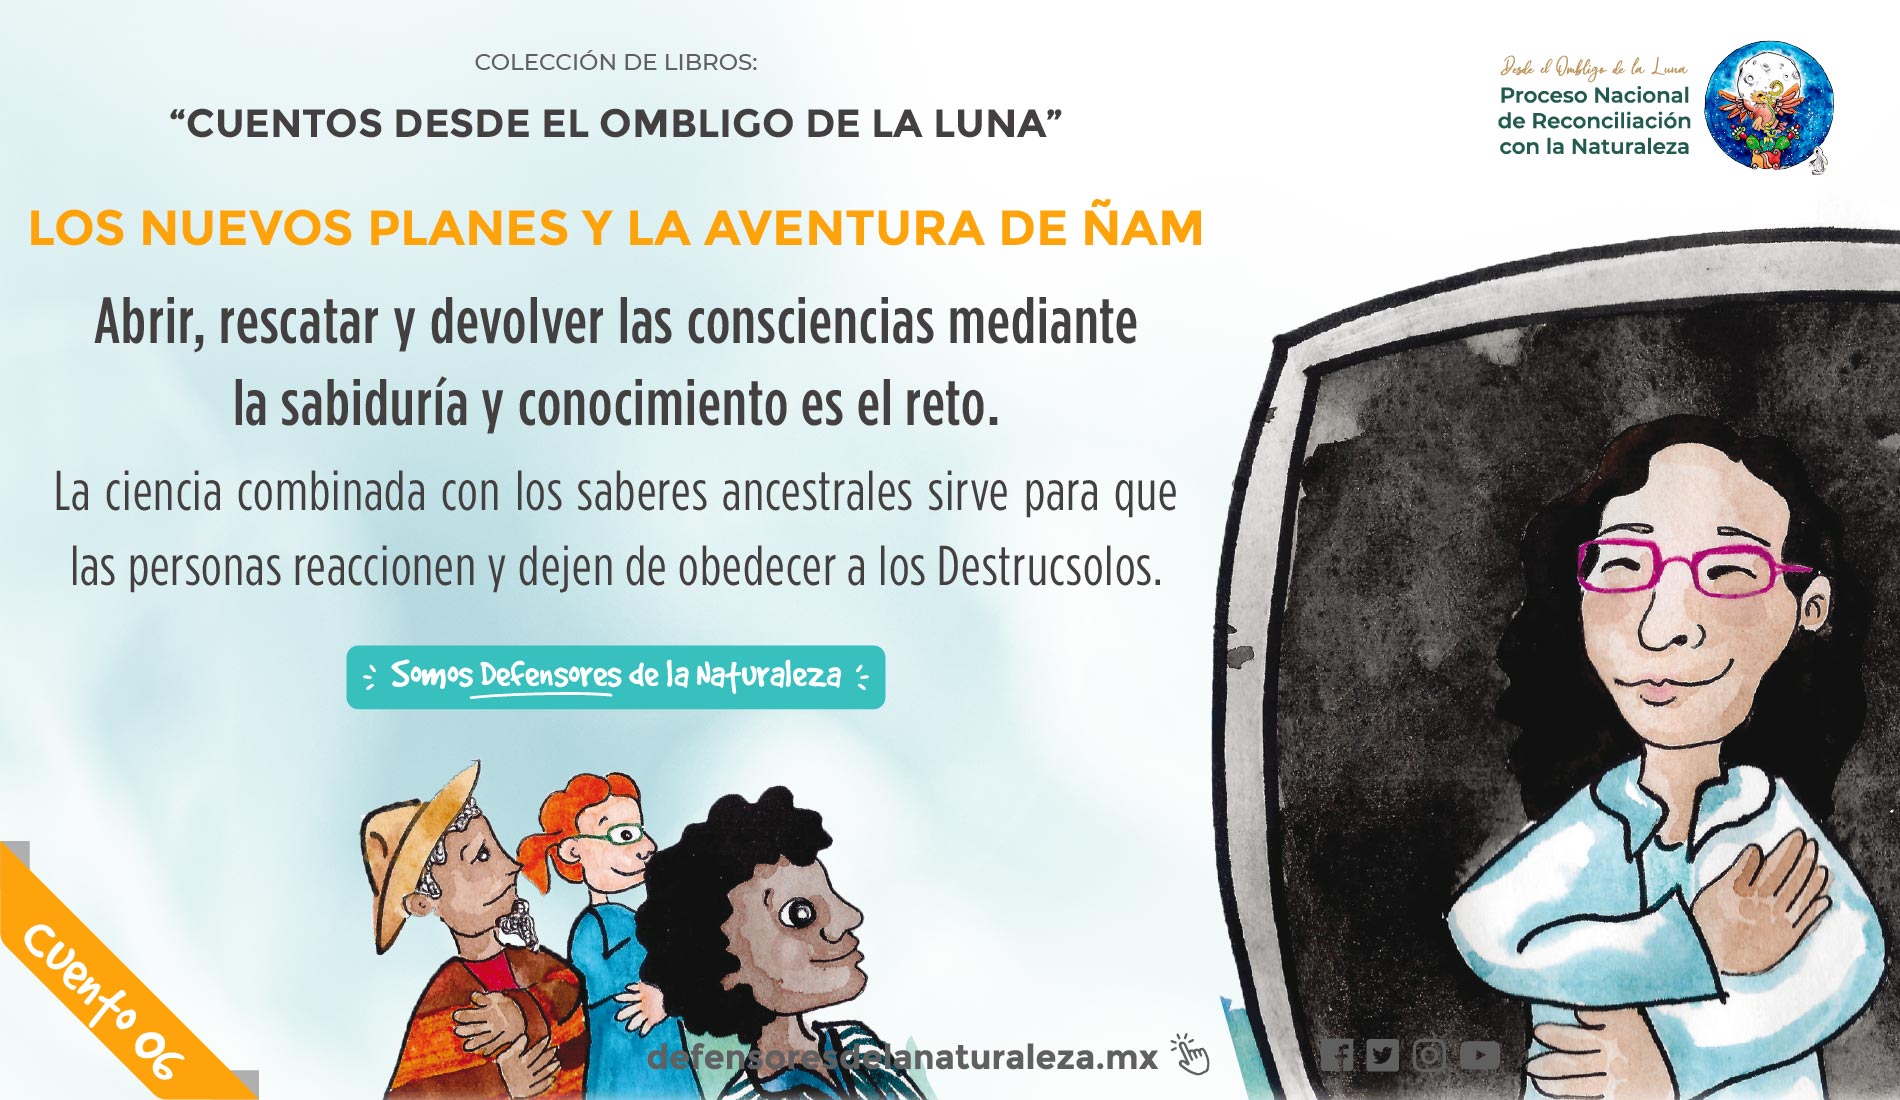 COLECCIÓN DE LIBROS:
“CUENTOS DESDE EL OMBLIGO DE LA LUNA”
Desde el Ombligo de la Luna
Proceso Nacional
de Reconciliación
con la Naturaleza
LOS NUEVOS PLANES Y LA AVENTURA DE ÑAM
Abrir, rescatar y devolver las consciencias mediante
la sabiduría y conocimiento es el reto.
La ciencia combinada con los saberes ancestrales sirve para que
las personas reaccionen y dejen de obedecer a los Destrucsolos.
Somos Defensores de la Naturaleza
Cuento 06
defensoresdelanaturaleza.mx